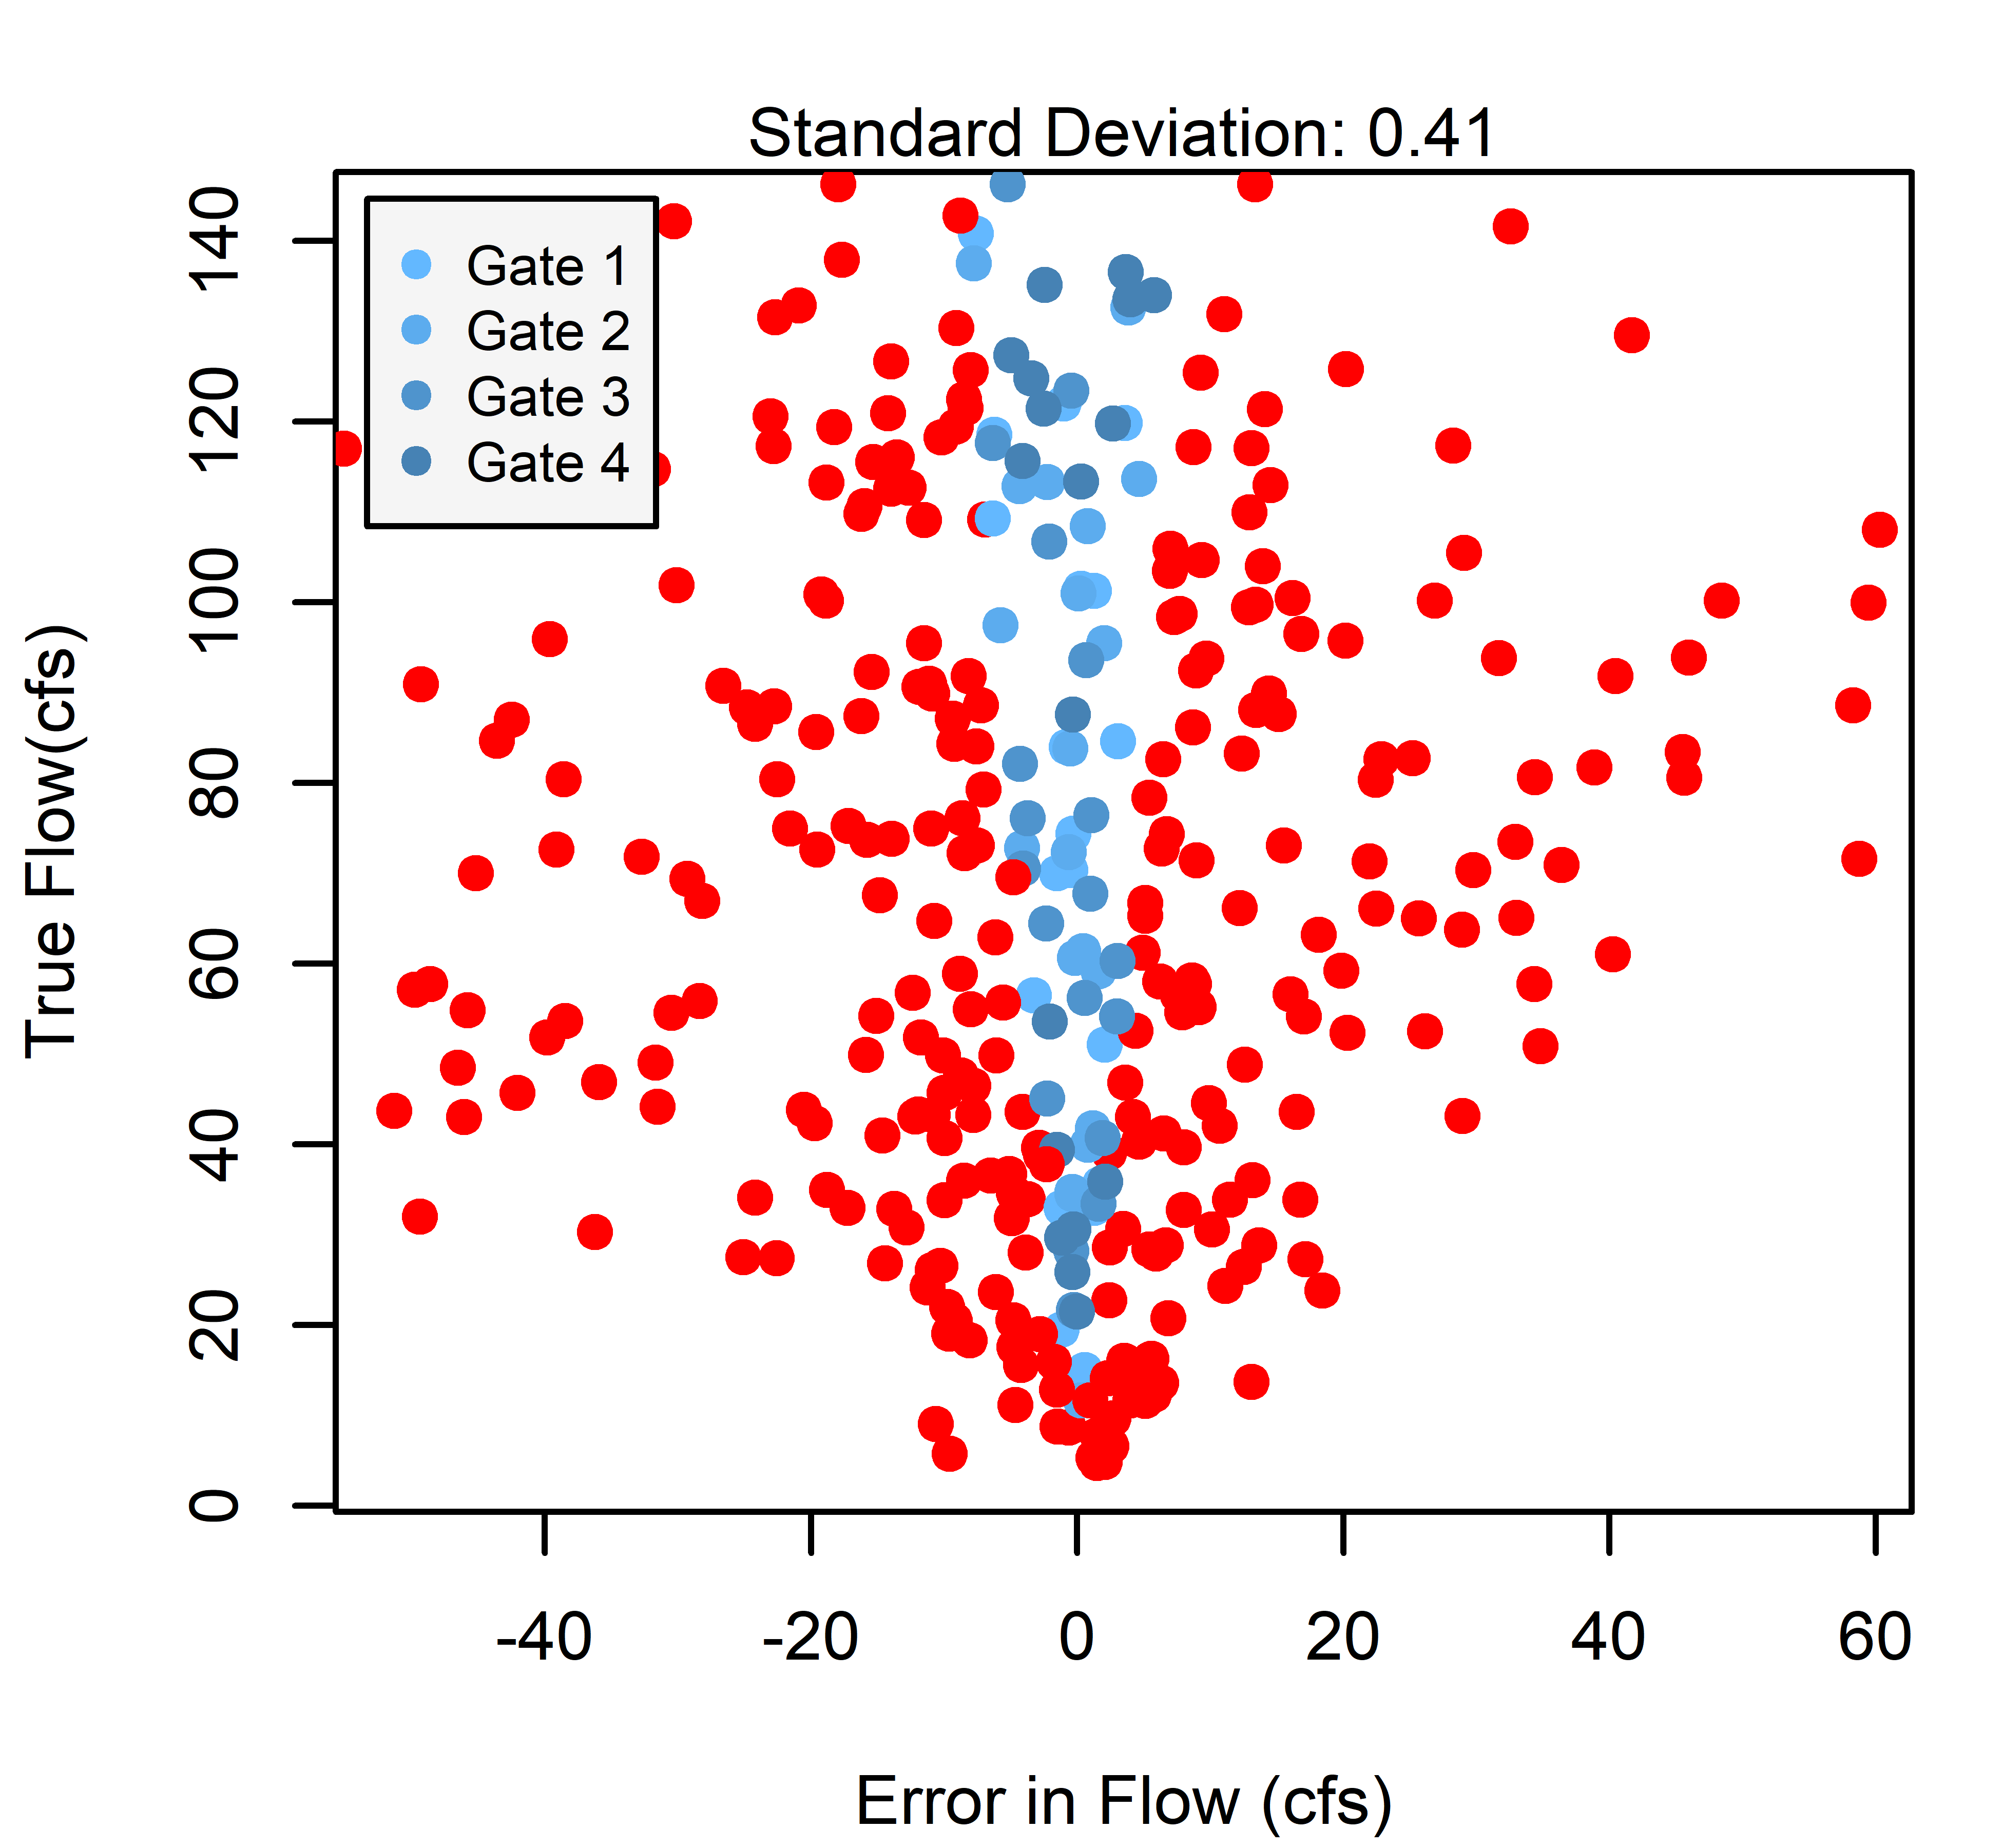 Standard Deviation: 0.41
Gate 1
Gate 2
Gate 3
Gate 4
True Flow(cfs)
140
120
100
80
60
40
20
0
-40 -20 0 20 40 60
Error in Flow (cfs)